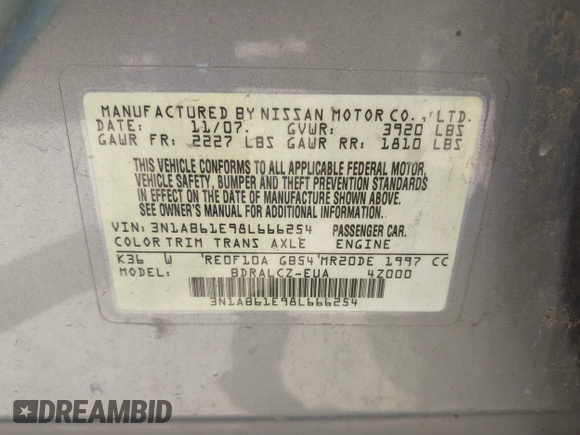 MANUFACTURED BY NISSAN MOTOR CO., LTD.
DATE: 11/07. GVWR: 3920 LBS
GAWR FR: 2227 LBS GAWR RR: 1810 LBS
THIS VEHICLE CONFORMS TO ALL APPLICABLE FEDERAL MOTOR
VEHICLE SAFETY, BUMPER AND THEFT PREVENTION STANDARDS
IN EFFECT ON THE DATE OF MANUFACTURE SHOWN ABOVE.
SEE OWNER'S MANUAL FOR ADDITIONAL INFORMATION.
VIN: 3N1AB61E98L666254 PASSENGER CAR.
COLOR TRIM TRANS AXLE ENGINE
K36 W RE0F10A GB54 MR20DE 1997 CC
MODEL: BDRALCZ-EUA 4Z000
3N1AB61E98L666254
DREAMBID